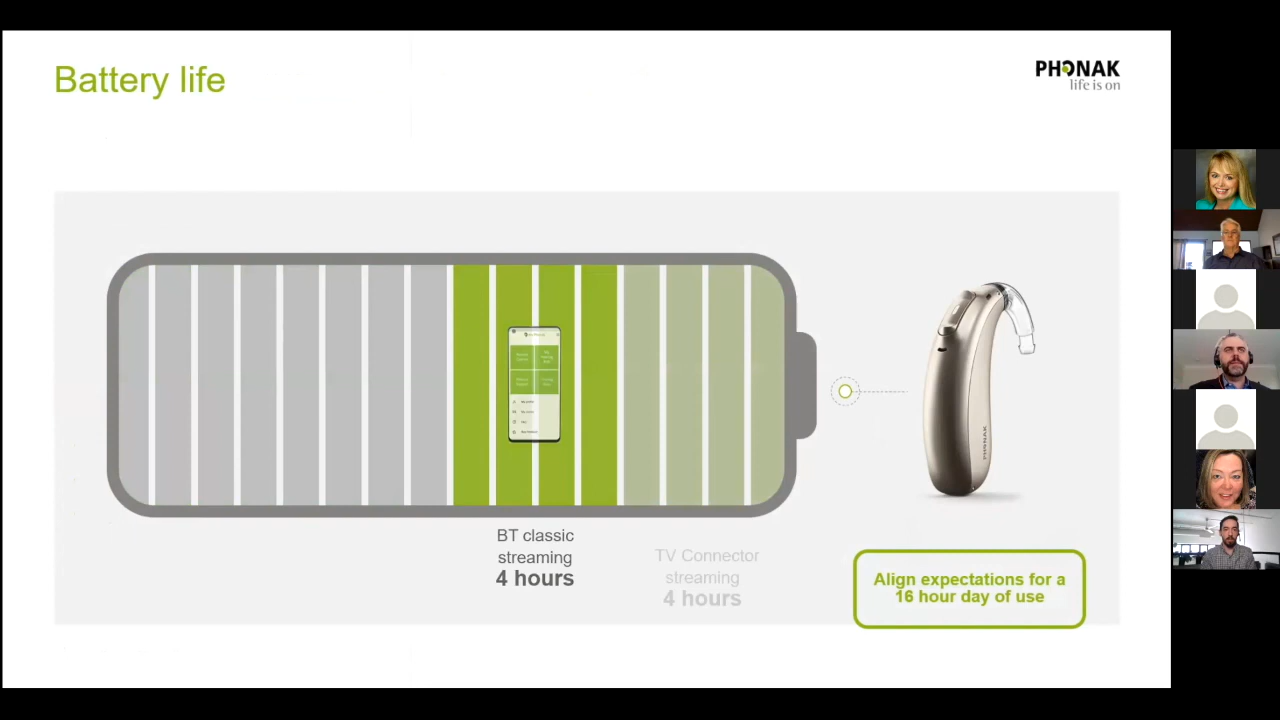 Battery life
PHONAK
life is on
BT classic
streaming
4 hours
TV Connector
streaming
4 hours
PHONAK
Align expectations for a
16 hour day of use